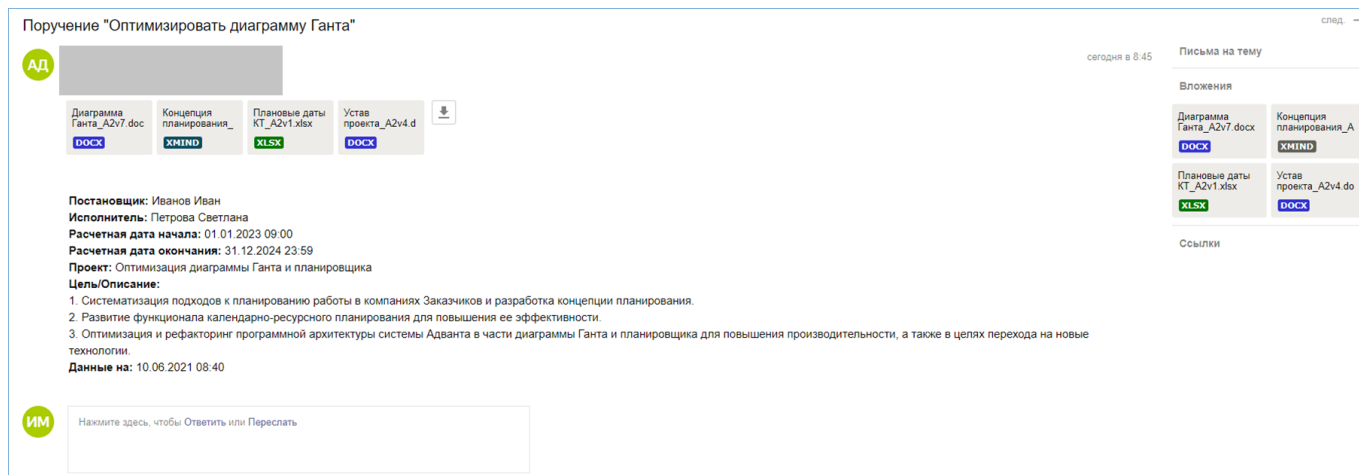 Поручение "Оптимизировать диаграмму Ганта"
след.
АД
сегодня в 8:45
Диаграмма
Ганта_A2v7.doc
DOCX
Концепция
планирования_
XMIND
Плановые даты
КТ_A2v1.xlsx
XLSX
Устав
проекта_A2v4.d
DOCX
Постановщик: Иванов Иван
Исполнитель: Петрова Светлана
Расчетная дата начала: 01.01.2023 09:00
Расчетная дата окончания: 31.12.2024 23:59
Проект: Оптимизация диаграммы Ганта и планировщика
Цель/Описание:
1. Систематизация подходов к планированию работы в компаниях Заказчиков и разработка концепции планирования.
2. Развитие функционала календарно-ресурсного планирования для повышения ее эффективности.
3. Оптимизация и рефакторинг программной архитектуры системы Адванта в части диаграммы Ганта и планировщика для повышения производительности, а также в целях перехода на новые
технологии.
Данные на: 10.06.2021 08:40
ИМ
Нажмите здесь, чтобы Ответить или Переслать
Письма на тему
Вложения
Диаграмма
Ганта_A2v7.docx
DOCX
Концепция
планирования_A
XMIND
Плановые даты
КТ_A2v1.xlsx
XLSX
Устав
проекта_A2v4.do
DOCX
Ссылки